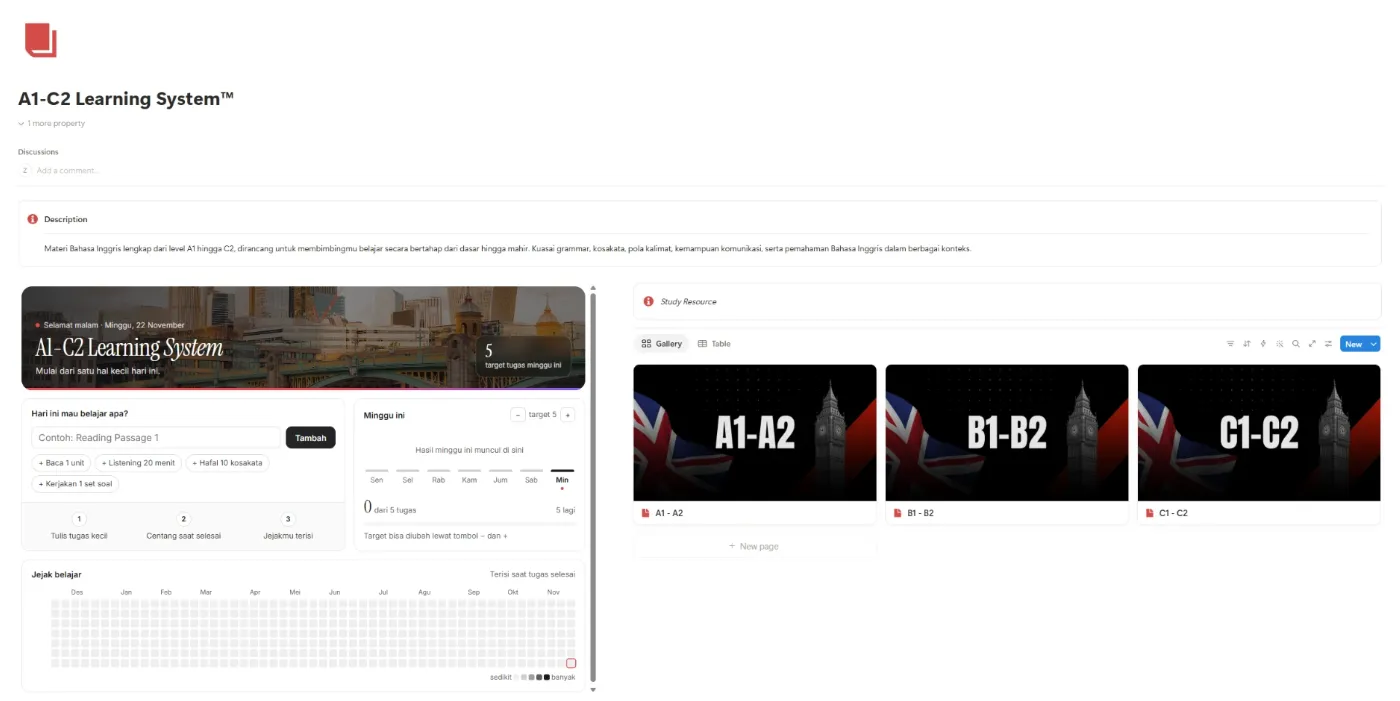 A1-C2 Learning System™
1 more property
Discussions
Add a comment...
Description
Materi Bahasa Inggris lengkap dari level A1 hingga C2, dirancang untuk membimbingmu belajar secara bertahap dari dasar hingga mahir. Kuasai grammar, kosakata, pola kalimat, kemampuan komunikasi, serta pemahaman Bahasa Inggris dalam berbagai konteks.
Selamat malam · Minggu, 22 November
A1–C2 Learning System
Mulai dari satu hal kecil hari ini.
5
target tugas minggu ini
Hari ini mau belajar apa?
Contoh: Reading Passage 1
Tambah
+ Baca 1 unit
+ Listening 20 menit
+ Hafal 10 kosakata
+ Kerjakan 1 set soal
1
2
3
Tulis tugas kecil
Centang saat selesai
Jejakmu terisi
Minggu ini
− target 5 +
Hasil minggu ini muncul di sini
Sen Sel Rab Kam Jum Sab Min
0 dari 5 tugas
5 lagi
Target bisa diubah lewat tombol − dan +
Jejak belajar
Terisi saat tugas selesai
Des Jan Feb Mar Apr Mei Jun Jul Agu Sep Okt Nov
sedikit
banyak
Study Resource
Gallery
Table
New
A1-A2
B1-B2
C1-C2
A1 - A2
B1 - B2
C1 - C2
+ New page